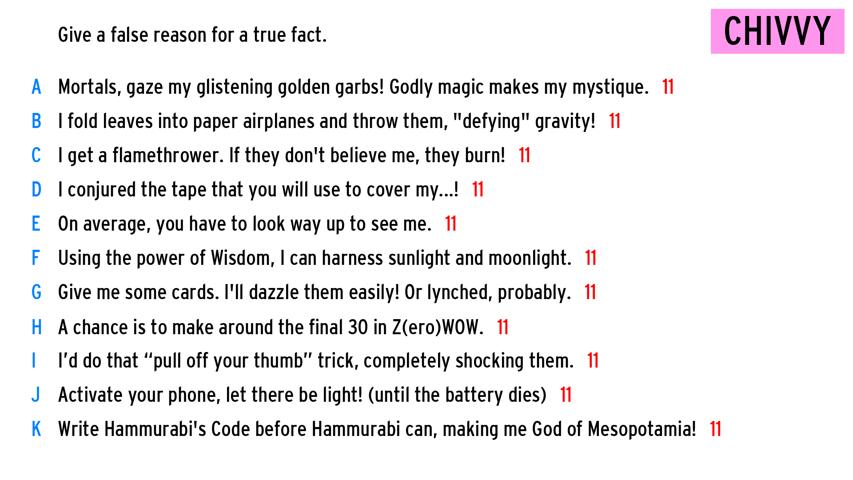 Give a false reason for a true fact.
CHIVVY
A Mortals, gaze my glistening golden garbs! Godly magic makes my mystique. 11
B I fold leaves into paper airplanes and throw them, "defying" gravity! 11
C I get a flamethrower. If they don't believe me, they burn! 11
D I conjured the tape that you will use to cover my...! 11
E On average, you have to look way up to see me. 11
F Using the power of Wisdom, I can harness sunlight and moonlight. 11
G Give me some cards. I'll dazzle them easily! Or lynched, probably. 11
H A chance is to make around the final 30 in Z(ero)WOW. 11
I I’d do that “pull off your thumb” trick, completely shocking them. 11
J Activate your phone, let there be light! (until the battery dies) 11
K Write Hammurabi's Code before Hammurabi can, making me God of Mesopotamia! 11